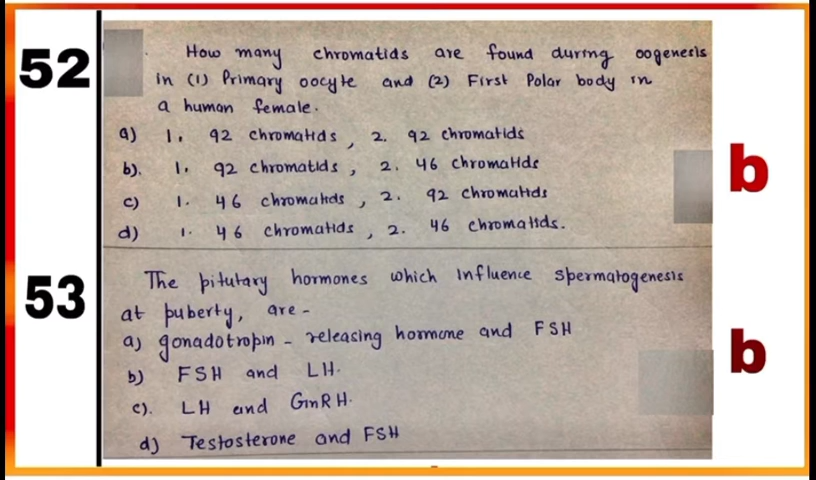 52
How many chromatids are found during oogenesis
in (1) Primary oocyte and (2) First Polar body in
a human female.
a) 1. 92 chromatids, 2. 92 chromatids
b). 1. 92 chromatids, 2. 46 chromatids
c) 1. 46 chromatids, 2. 92 chromatids
d) 1. 46 chromatids, 2. 46 chromatids.
b
53
The pitutary hormones which influence spermatogenesis
at puberty, are -
a) gonadotropin - releasing hormone and FSH
b) FSH and LH.
c). LH and GnRH.
d) Testosterone and FSH
b